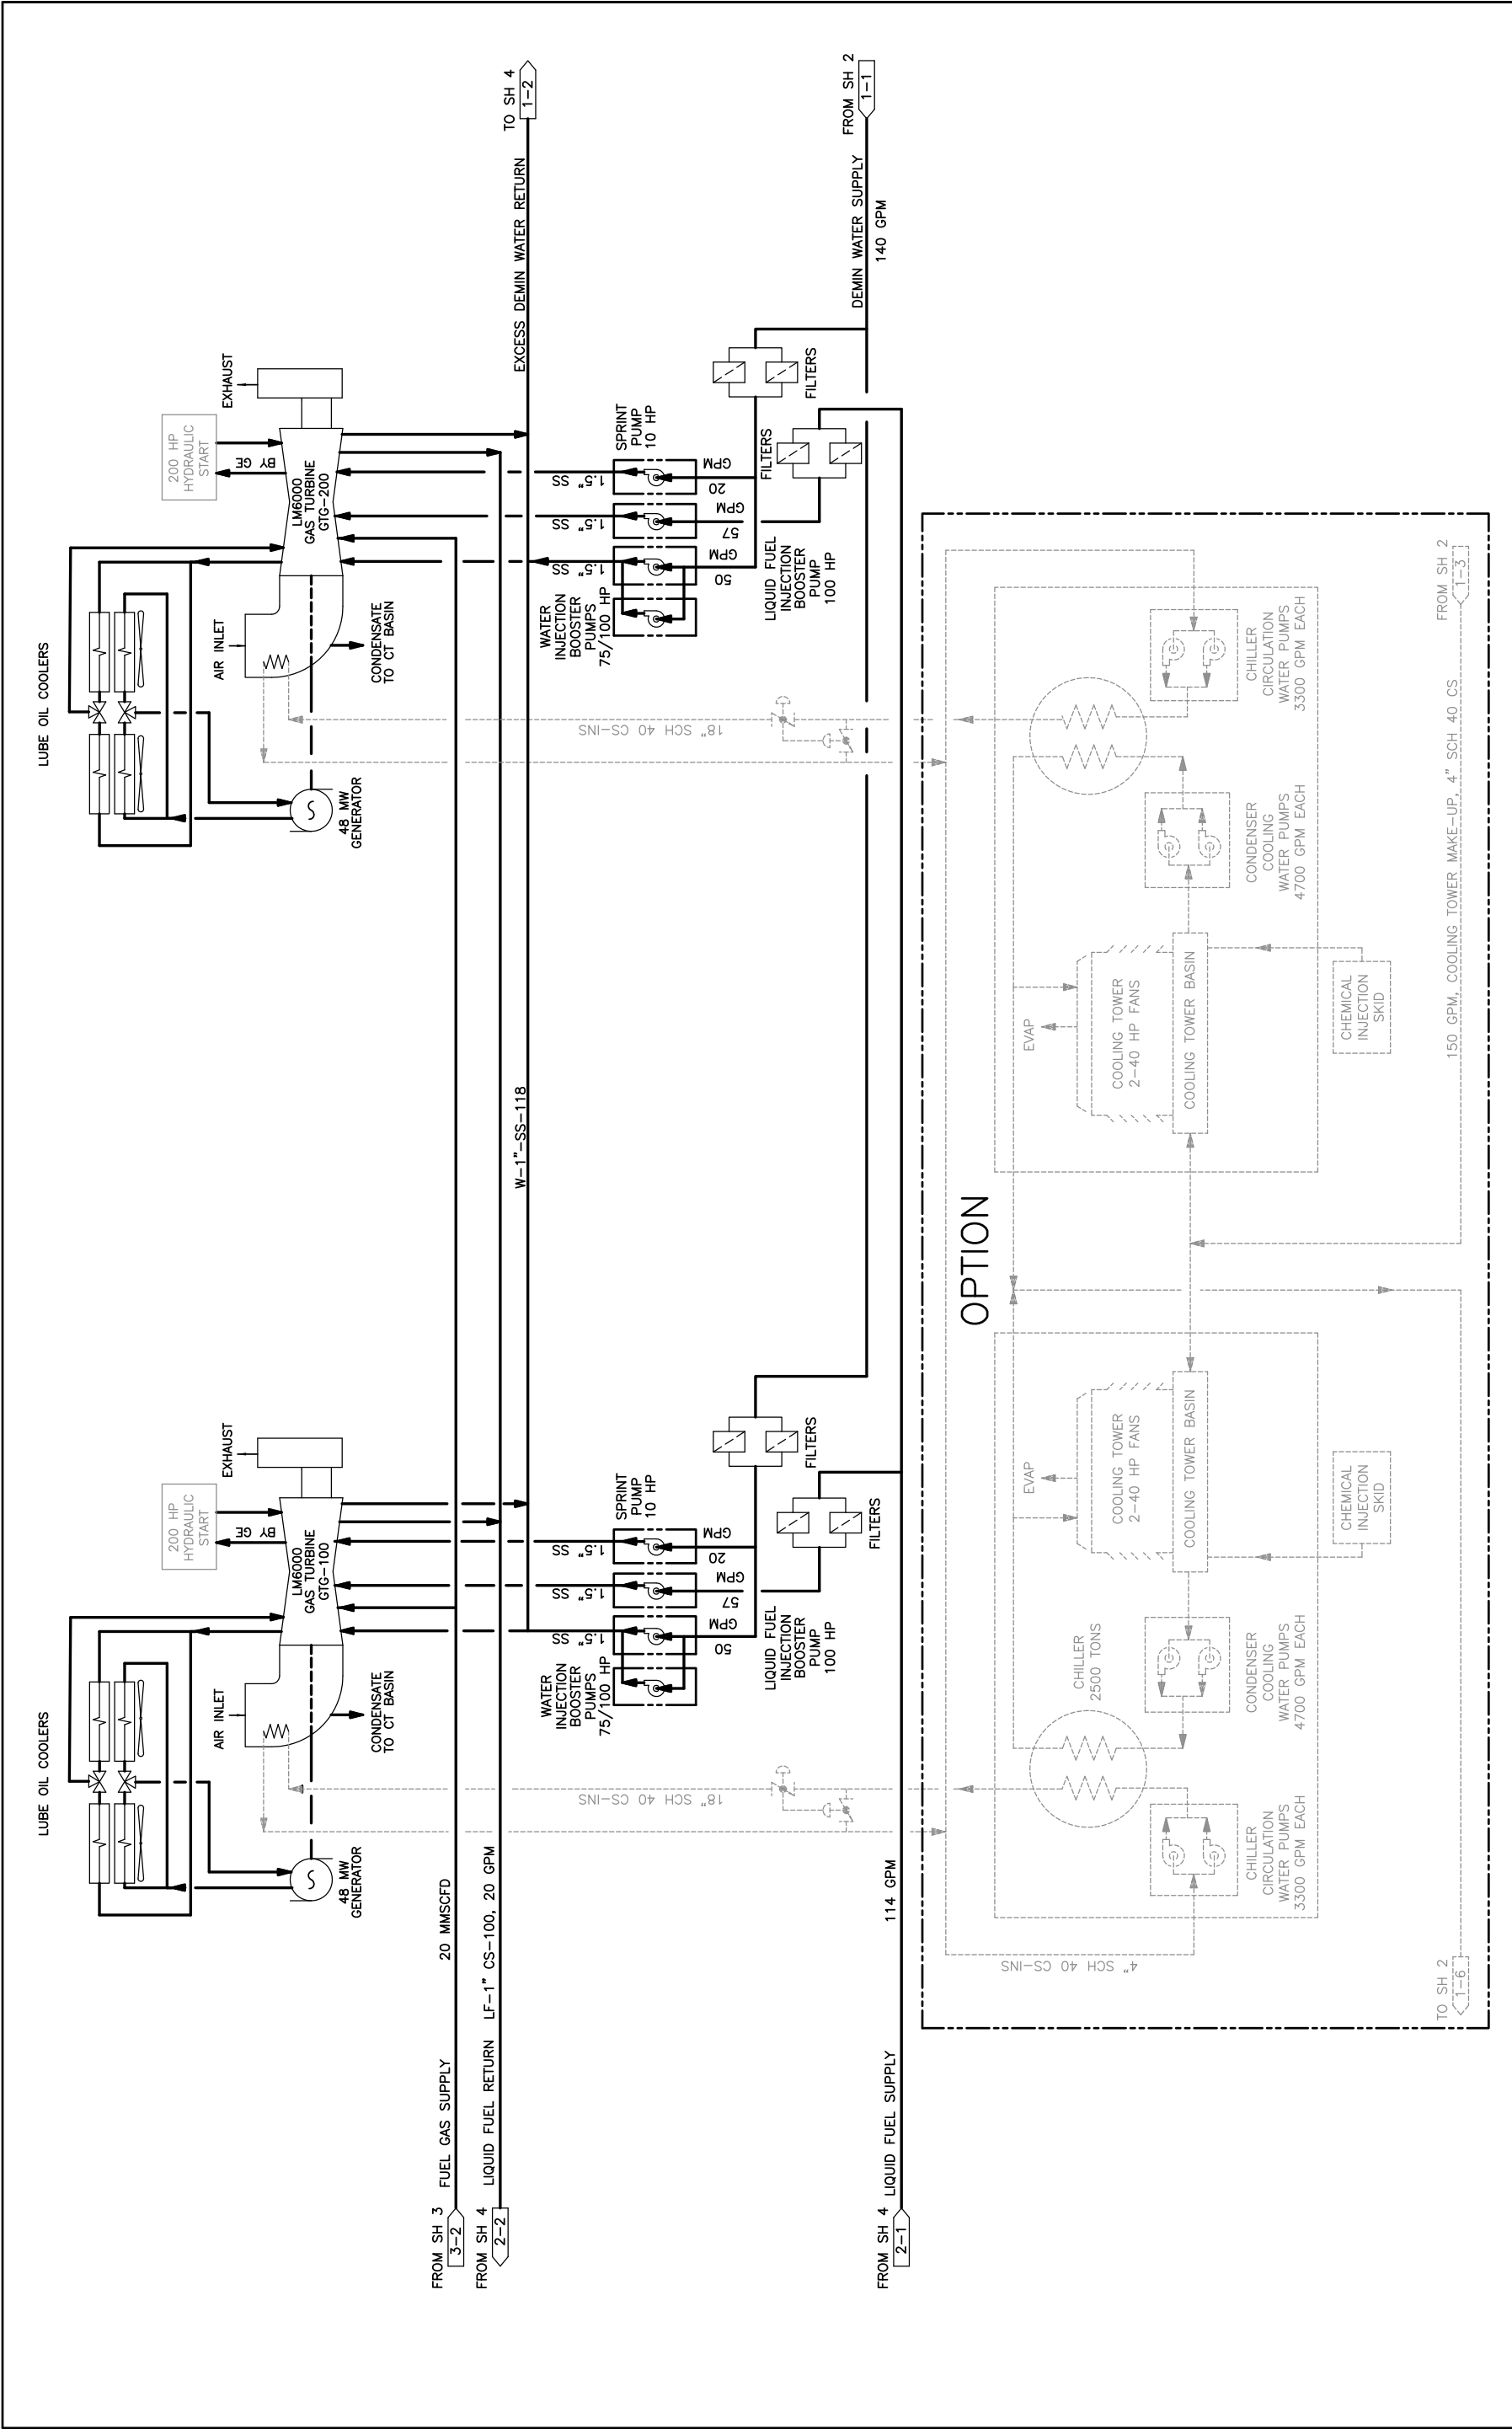 LUBE OIL COOLERS
AIR INLET
48 MW
GENERATOR
CONDENSATE
TO CT BASIN
200 HP
HYDRAULIC
START
BY GE
LM6000
GAS TURBINE
GTG-100
EXHAUST
LUBE OIL COOLERS
AIR INLET
48 MW
GENERATOR
CONDENSATE
TO CT BASIN
200 HP
HYDRAULIC
START
BY GE
LM6000
GAS TURBINE
GTG-200
EXHAUST
FROM SH 3
3-2
FUEL GAS SUPPLY
20 MMSCFD
FROM SH 4
2-2
LIQUID FUEL RETURN
LF-1" CS-100, 20 GPM
W-1"-SS-118
EXCESS DEMIN WATER RETURN
TO SH 4
1-2
18" SCH 40 CS-INS
WATER
INJECTION
BOOSTER
PUMPS
75/100 HP
1.5" SS
1.5" SS
1.5" SS
SPRINT
PUMP
10 HP
50
GPM
57
GPM
20
GPM
LIQUID FUEL
INJECTION
BOOSTER
PUMP
100 HP
FILTERS
FILTERS
18" SCH 40 CS-INS
WATER
INJECTION
BOOSTER
PUMPS
75/100 HP
1.5" SS
1.5" SS
1.5" SS
SPRINT
PUMP
10 HP
50
GPM
57
GPM
20
GPM
LIQUID FUEL
INJECTION
BOOSTER
PUMP
100 HP
FILTERS
FILTERS
DEMIN WATER SUPPLY
140 GPM
FROM SH 2
1-1
FROM SH 4
2-1
LIQUID FUEL SUPPLY
114 GPM
OPTION
4" SCH 40 CS-INS
CHILLER
2500 TONS
CHILLER
CIRCULATION
WATER PUMPS
3300 GPM EACH
CONDENSER
COOLING
WATER PUMPS
4700 GPM EACH
EVAP
COOLING TOWER
2-40 HP FANS
COOLING TOWER BASIN
CHEMICAL
INJECTION
SKID
EVAP
COOLING TOWER
2-40 HP FANS
COOLING TOWER BASIN
CHEMICAL
INJECTION
SKID
CONDENSER
COOLING
WATER PUMPS
4700 GPM EACH
CHILLER
CIRCULATION
WATER PUMPS
3300 GPM EACH
TO SH 2
1-6
150 GPM, COOLING TOWER MAKE-UP, 4" SCH 40 CS
FROM SH 2
1-3